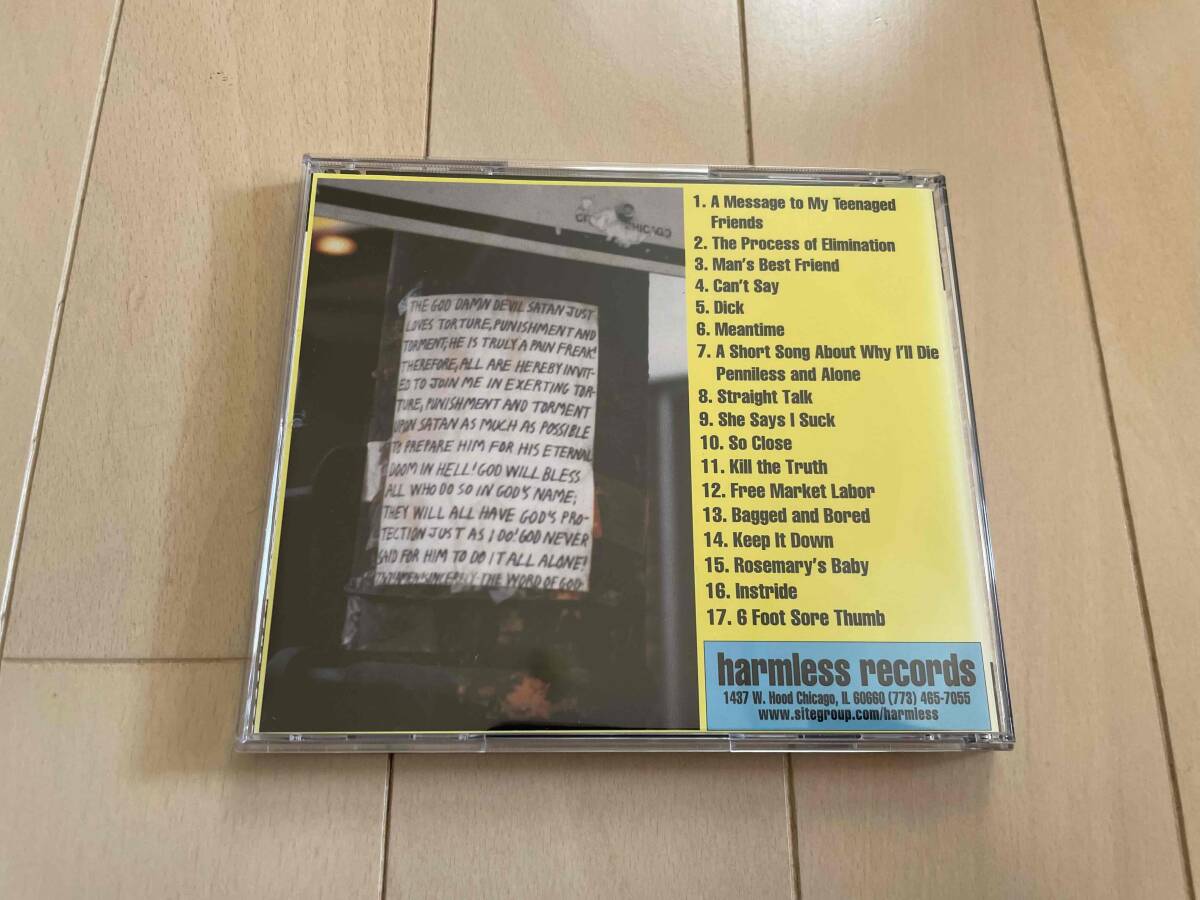 CHICAGO
THE GOD DAMN DEVIL SATAN JUST
LOVES TORTURE, PUNISHMENT AND
TORMENT, HE IS TRULY A PAIN FREAK!
THEREFORE, ALL ARE HEREBY INVIT-
ED TO JOIN ME IN EXERTING TOR-
TURE, PUNISHMENT AND TORMENT
UPON SATAN AS MUCH AS POSSIBLE
TO PREPARE HIM FOR HIS ETERNAL
DOOM IN HELL! GOD WILL BLESS
ALL WHO DO SO IN GOD'S NAME;
THEY WILL ALL HAVE GOD'S PRO-
TECTION JUST AS I DO! GOD NEVER
SAID FOR HIM TO DO IT ALL ALONE!
THE WORD OF GOD
1. A Message to My Teenaged
Friends
2. The Process of Elimination
3. Man's Best Friend
4. Can't Say
5. Dick
6. Meantime
7. A Short Song About Why I'll Die
Penniless and Alone
8. Straight Talk
9. She Says I Suck
10. So Close
11. Kill the Truth
12. Free Market Labor
13. Bagged and Bored
14. Keep It Down
15. Rosemary's Baby
16. Instride
17. 6 Foot Sore Thumb
harmless records
1437 W. Hood Chicago, IL 60660 (773) 465-7055
www.sitegroup.com/harmless